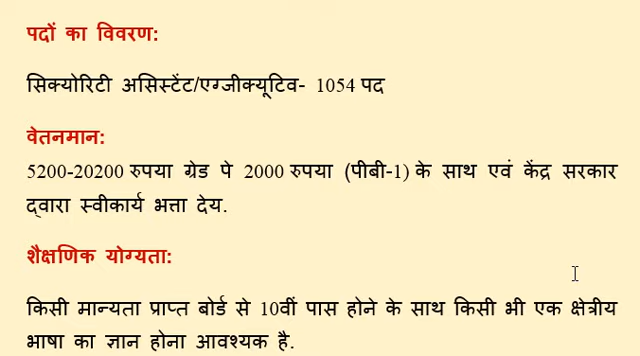 पदों का विवरण:
सिक्योरिटी असिस्टेंट/एग्जीक्यूटिव- 1054 पद
वेतनमान:
5200-20200 रुपया ग्रेड पे 2000 रुपया (पीबी-1) के साथ एवं केंद्र सरकार
द्वारा स्वीकार्य भत्ता देय.
शैक्षणिक योग्यता:
किसी मान्यता प्राप्त बोर्ड से 10वीं पास होने के साथ किसी भी एक क्षेत्रीय
भाषा का ज्ञान होना आवश्यक है.